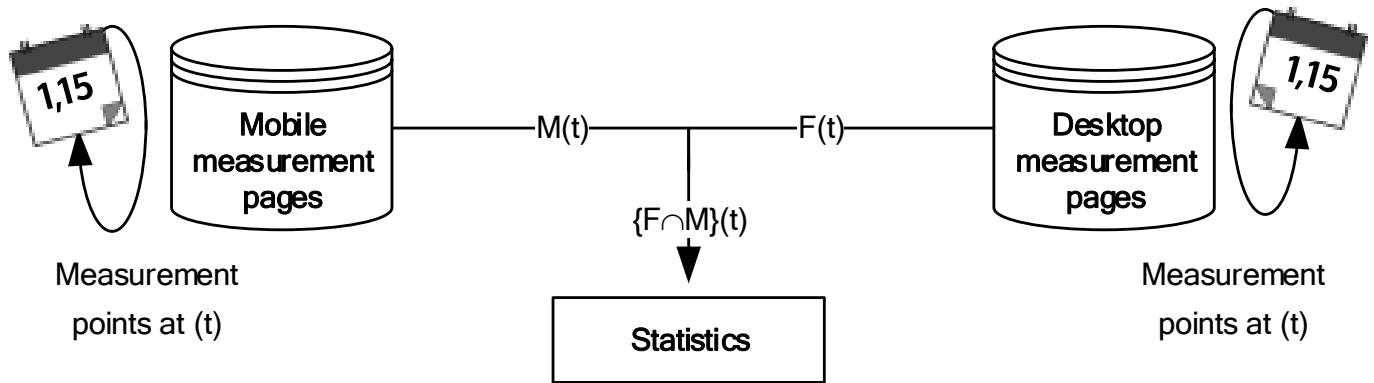 1,15
Mobile
measurement
pages
M(t)
F(t)
Desktop
measurement
pages
1,15
{F∩M}(t)
Measurement
points at (t)
Measurement
points at (t)
Statistics